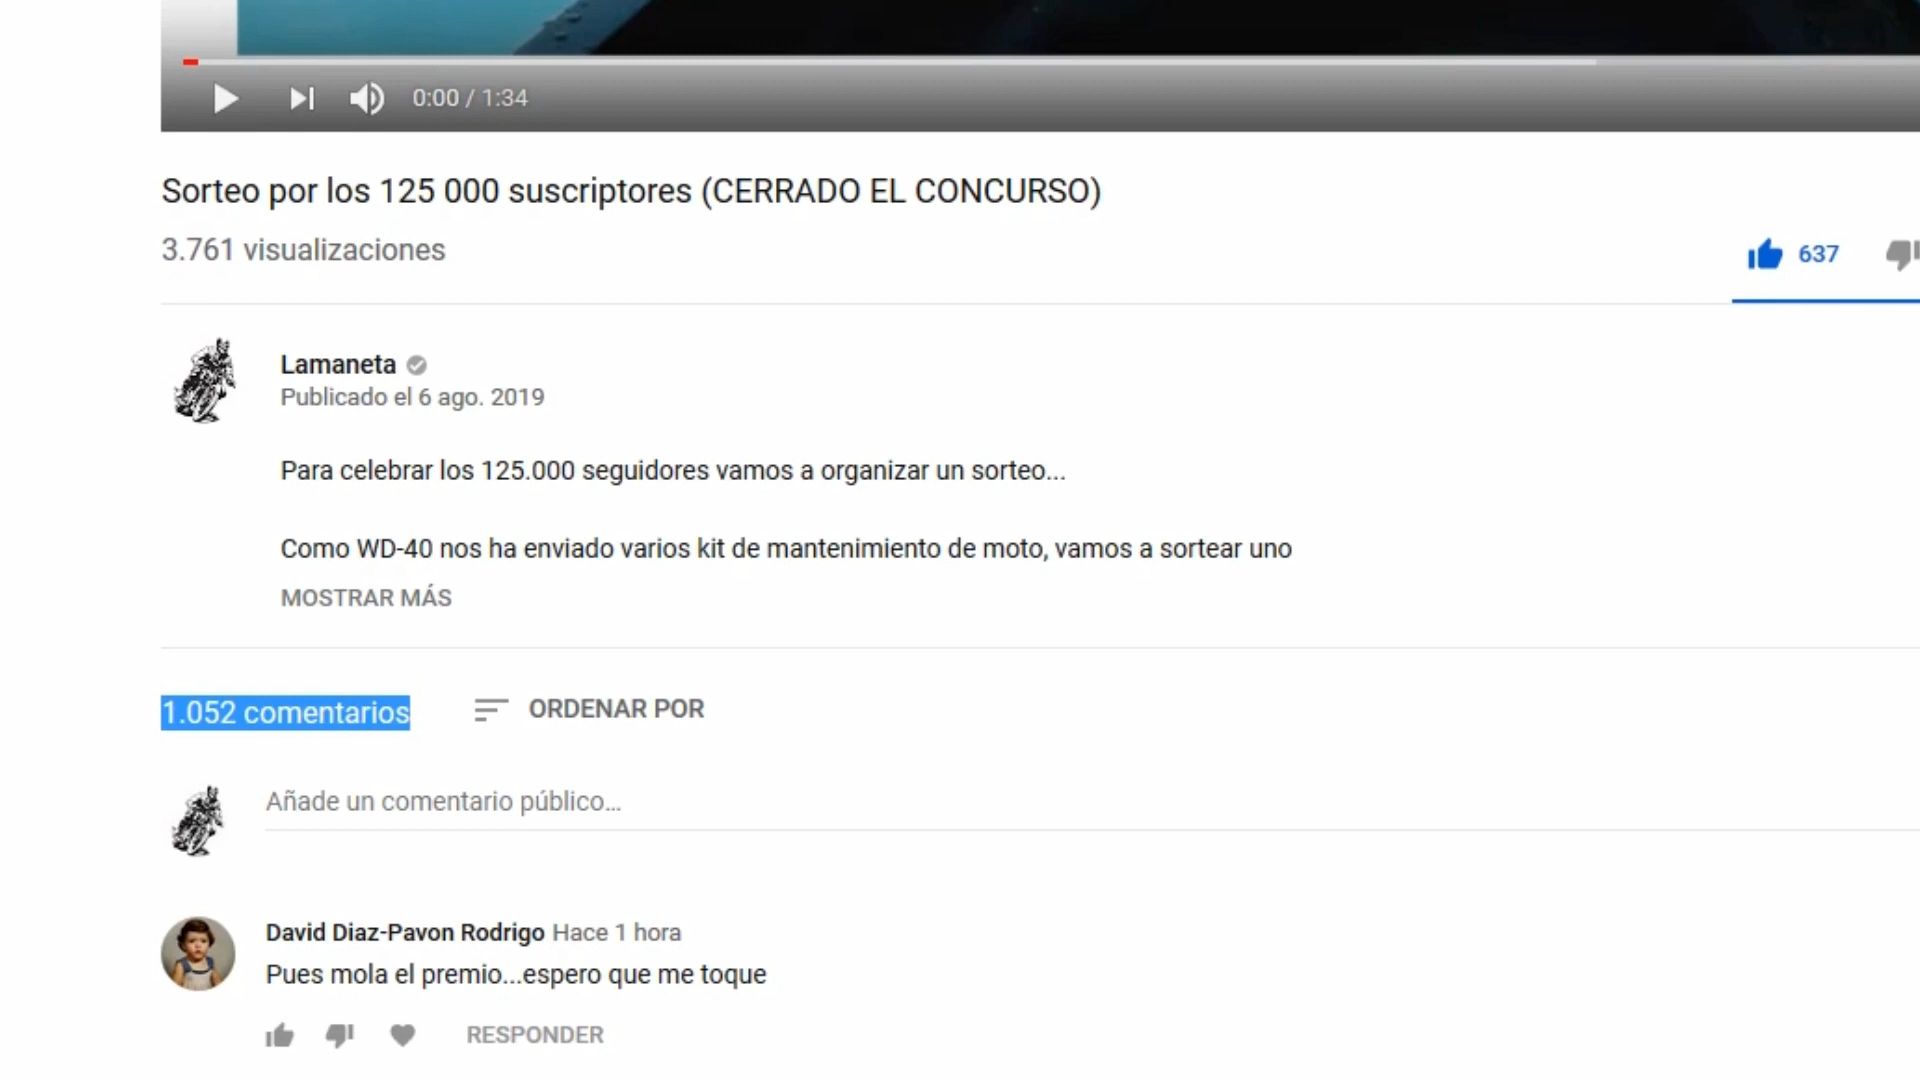 0:00 / 1:34
Sorteo por los 125 000 suscriptores (CERRADO EL CONCURSO)
3.761 visualizaciones
637
Lamaneta
Publicado el 6 ago. 2019
Para celebrar los 125.000 seguidores vamos a organizar un sorteo...
Como WD-40 nos ha enviado varios kit de mantenimiento de moto, vamos a sortear uno
MOSTRAR MÁS
1.052 comentarios
ORDENAR POR
Añade un comentario público...
David Diaz-Pavon Rodrigo Hace 1 hora
Pues mola el premio...espero que me toque
RESPONDER